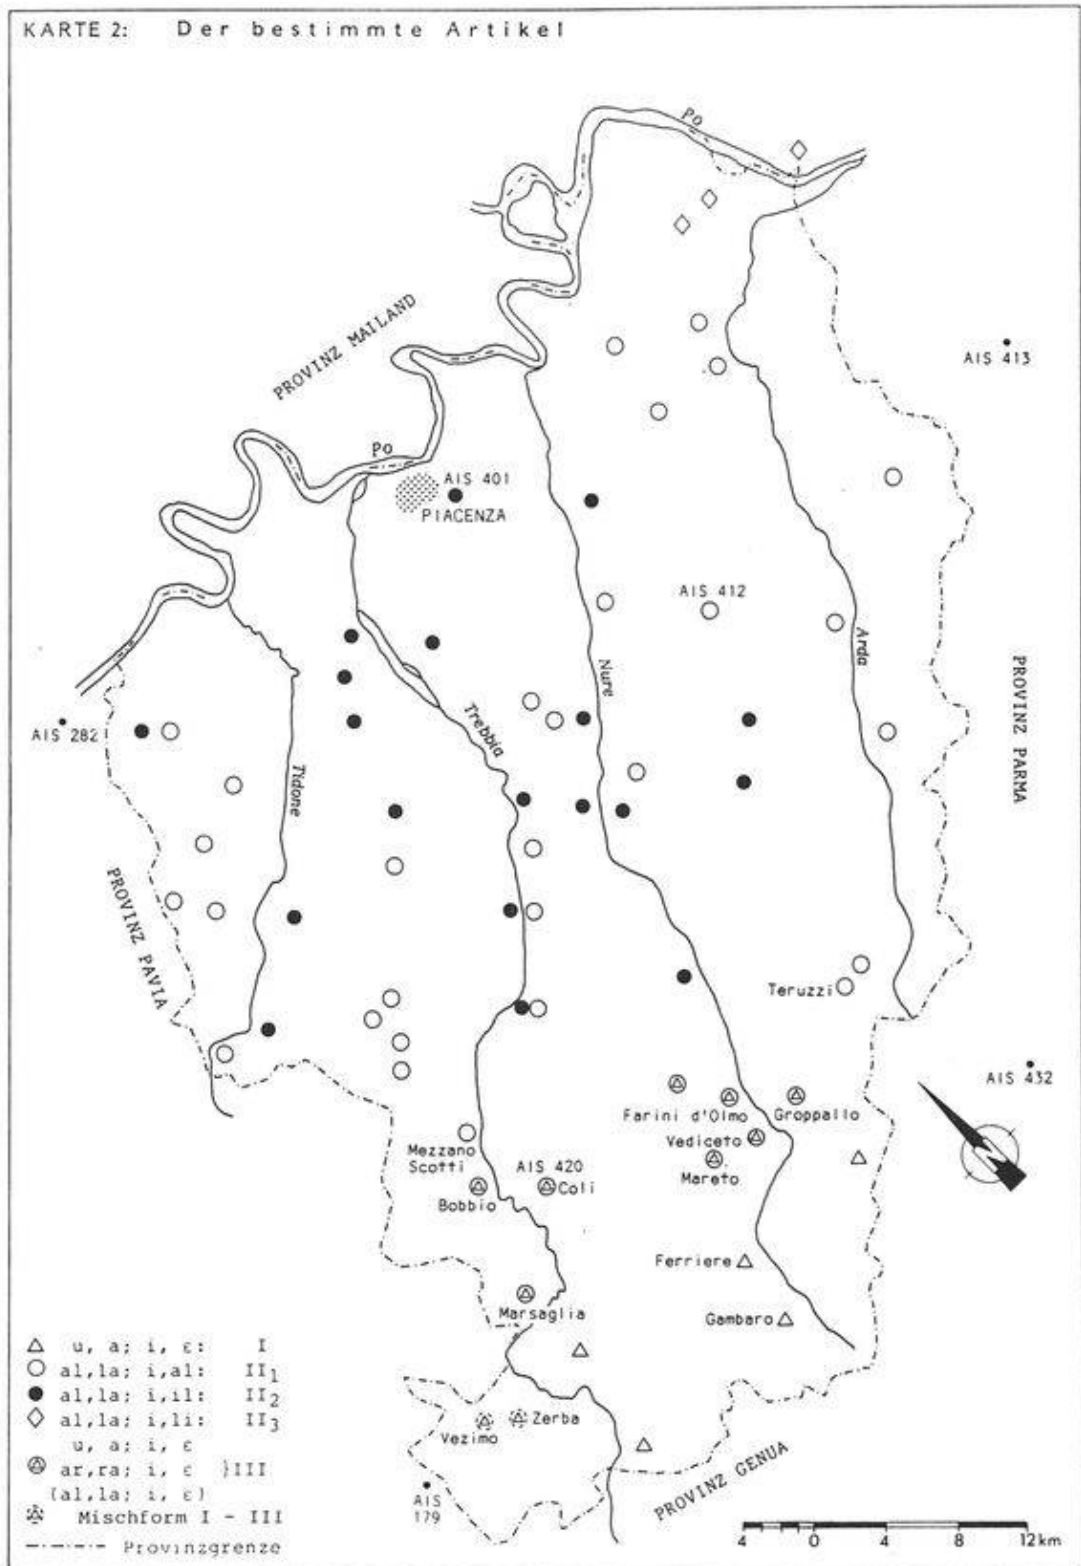 KARTE 2: Der bestimmte Artikel
Po
PROVINZ MAILAND
AIS 413
Po
AIS 401
PIACENZA
AIS 412
Arda
Nure
PROVINZ PARMA
Trebbia
AIS 282
Tidone
PROVINZ PAVIA
Teruzzi
AIS 432
Farini d'Olmo
Groppallo
Vediceto
Mezzano
Scotti
AIS 420
Mareto
Coli
Bobbio
Ferriere
Marsaglia
Gambaro
N
Zerba
Vezimo
PROVINZ GENUA
AIS
179
u, a; i, ε: I
al,la; i,al: II₁
al,la; i,il: II₂
al,la; i,li: II₃
u, a; i, ε
ar,ra; i, ε }III
(al,la; i, ε)
Mischform I - III
Provinzgrenze
4 0 4 8 12 km